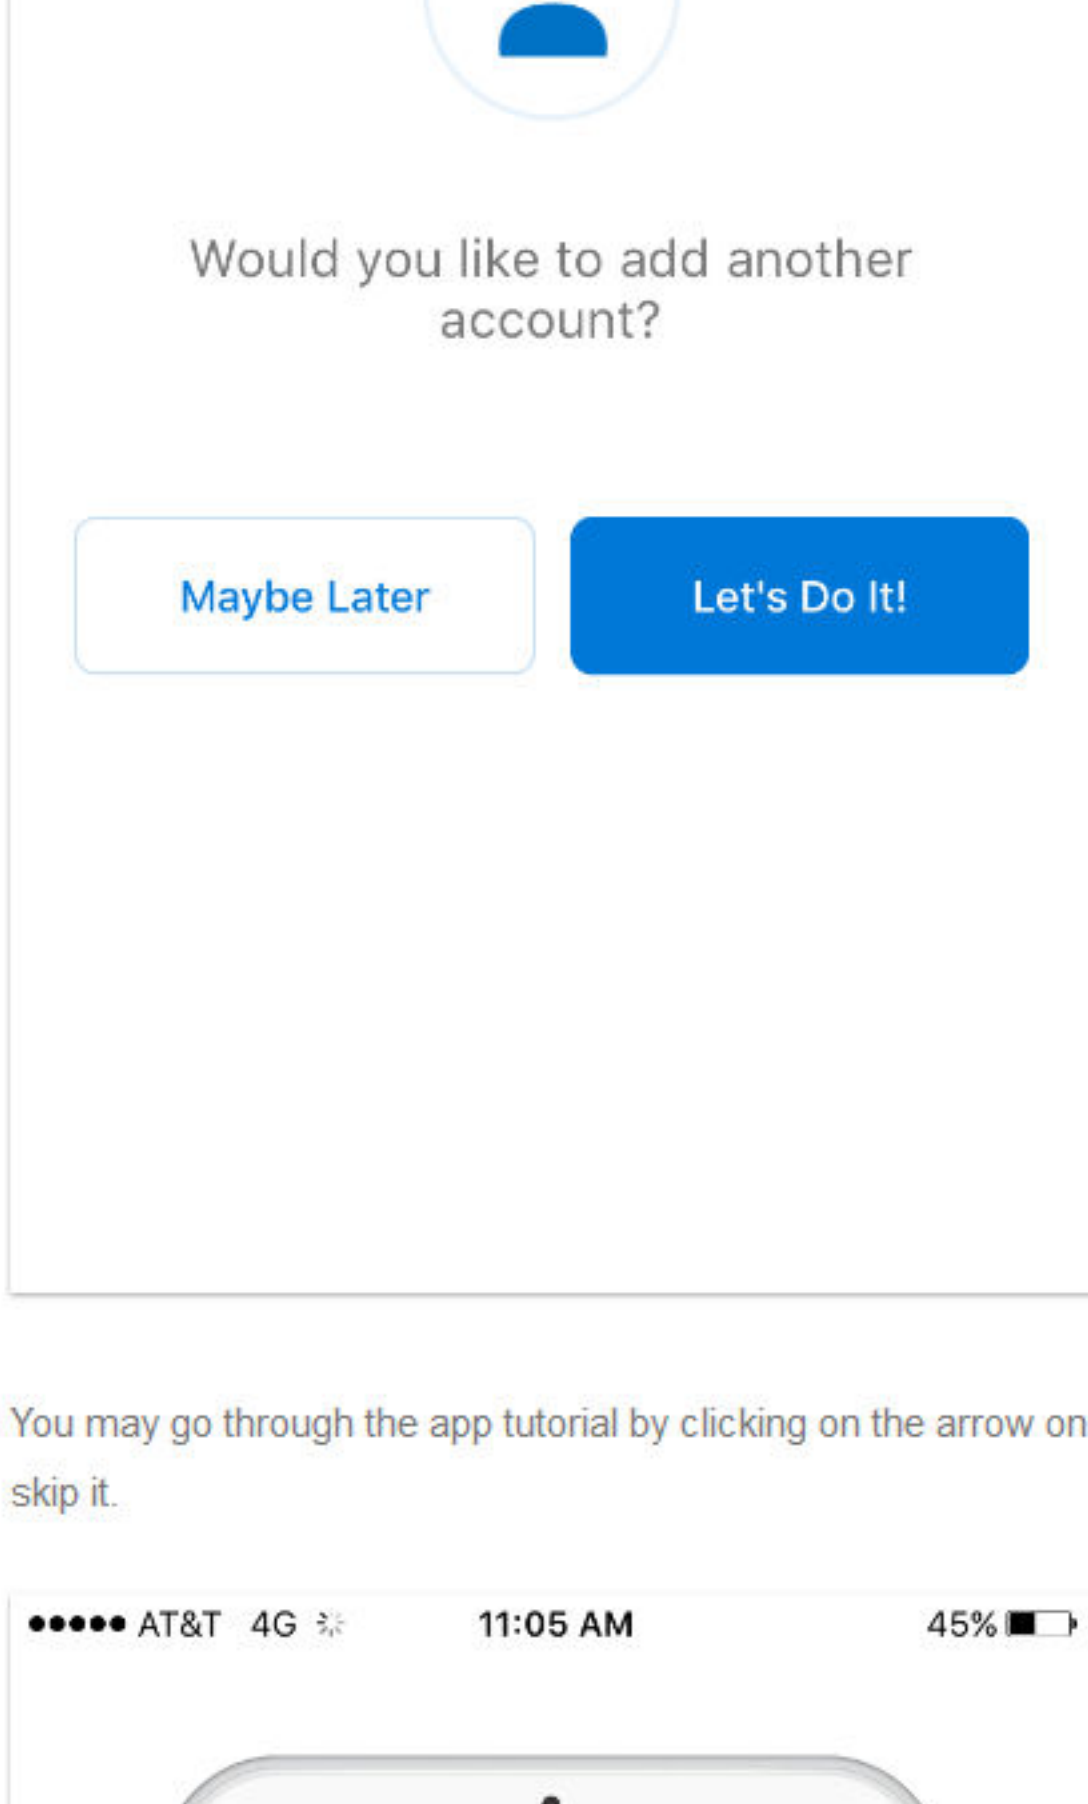 Would you like to add another
account?
Maybe Later
Let's Do It!
You may go through the app tutorial by clicking on the arrow on
skip it.
AT&T 4G 11:05 AM 45%